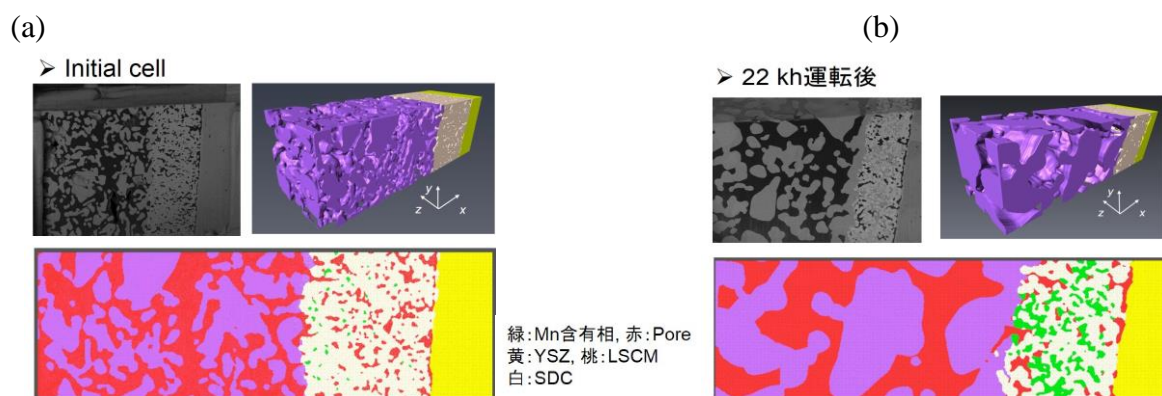 (a)
➢ Initial cell
y
z
x
緑:Mn含有相, 赤:Pore
黄:YSZ, 桃:LSCM
白:SDC
(b)
➢ 22 kh運転後
y
z
x